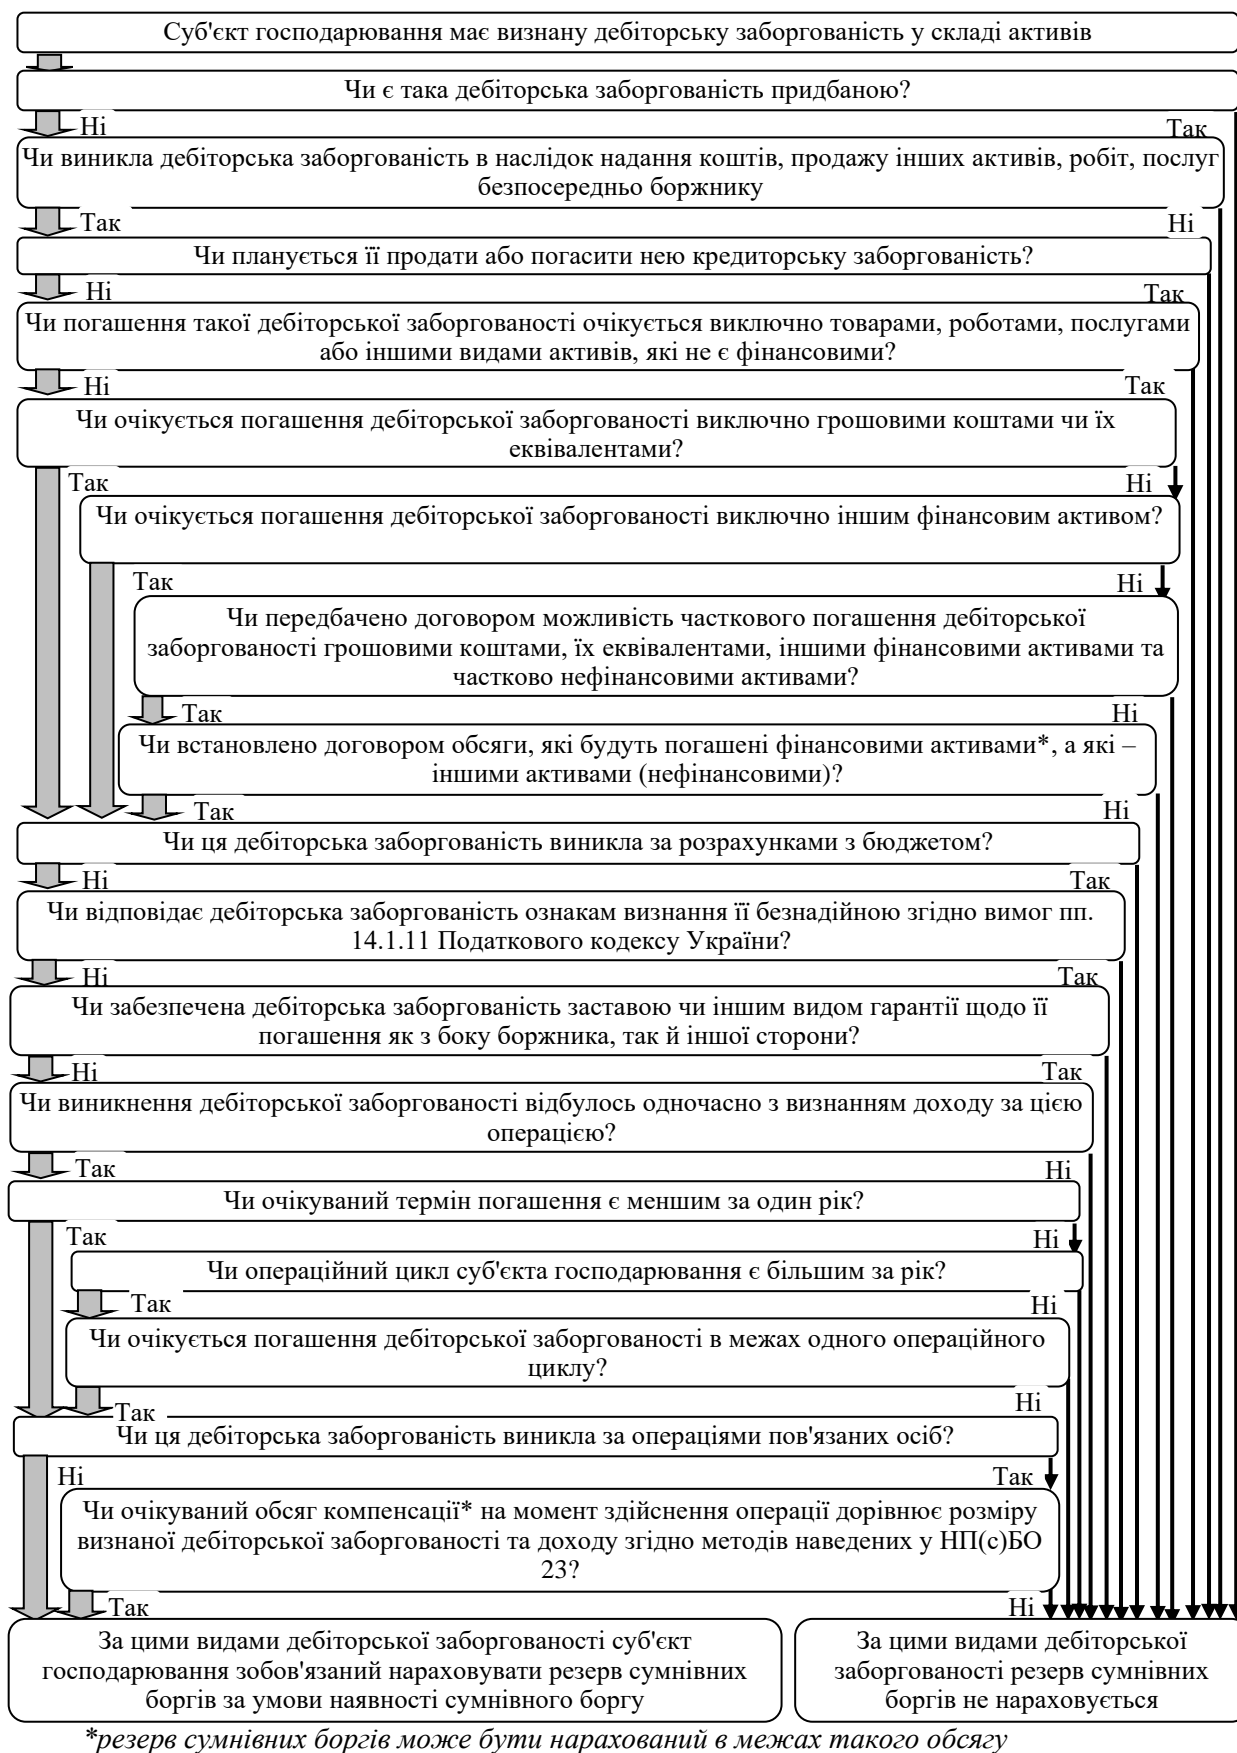 Суб'єкт господарювання має визнану дебіторську заборгованість у складі активів
Чи є така дебіторська заборгованість придбаною?
Ні Так
Чи виникла дебіторська заборгованість в наслідок надання коштів, продажу інших активів, робіт, послуг
безпосередньо боржнику
Так Ні
Чи планується її продати або погасити нею кредиторську заборгованість?
Ні Так
Чи погашення такої дебіторської заборгованості очікується виключно товарами, роботами, послугами
або іншими видами активів, які не є фінансовими?
Ні Так
Чи очікується погашення дебіторської заборгованості виключно грошовими коштами чи їх
еквівалентами?
Так Ні
Чи очікується погашення дебіторської заборгованості виключно іншим фінансовим активом?
Так Ні
Чи передбачено договором можливість часткового погашення дебіторської
заборгованості грошовими коштами, їх еквівалентами, іншими фінансовими активами та
частково нефінансовими активами?
Так Ні
Чи встановлено договором обсяги, які будуть погашені фінансовими активами*, а які –
іншими активами (нефінансовими)?
Так Ні
Чи ця дебіторська заборгованість виникла за розрахунками з бюджетом?
Ні Так
Чи відповідає дебіторська заборгованість ознакам визнання її безнадійною згідно вимог пп.
14.1.11 Податкового кодексу України?
Ні Так
Чи забезпечена дебіторська заборгованість заставою чи іншим видом гарантії щодо її
погашення як з боку боржника, так й іншої сторони?
Ні Так
Чи виникнення дебіторської заборгованості відбулось одночасно з визнанням доходу за цією
операцією?
Так Ні
Чи очікуваний термін погашення є меншим за один рік?
Так Ні
Чи операційний цикл суб'єкта господарювання є більшим за рік?
Так Ні
Чи очікується погашення дебіторської заборгованості в межах одного операційного
циклу?
Так Ні
Чи ця дебіторська заборгованість виникла за операціями пов'язаних осіб?
Ні Так
Чи очікуваний обсяг компенсації* на момент здійснення операції дорівнює розміру
визнаної дебіторської заборгованості та доходу згідно методів наведених у НП(с)БО
23?
Так Ні
За цими видами дебіторської заборгованості суб'єкт
господарювання зобов'язаний нараховувати резерв сумнівних
боргів за умови наявності сумнівного боргу
За цими видами дебіторської
заборгованості резерв сумнівних
боргів не нараховується
*резерв сумнівних боргів може бути нарахований в межах такого обсягу